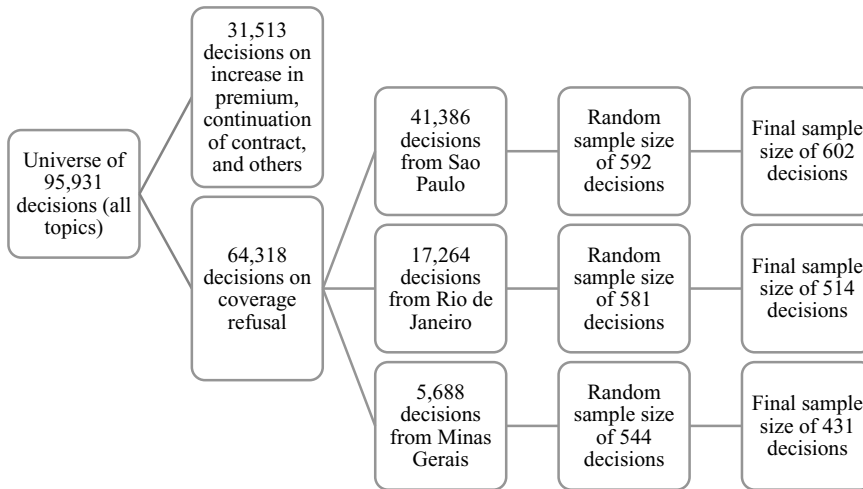 Universe of
95,931
decisions (all
topics)
31,513
decisions on
increase in
premium,
continuation
of contract,
and others
64,318
decisions on
coverage
refusal
41,386
decisions
from Sao
Paulo
Random
sample size
of 592
decisions
Final sample
size of 602
decisions
17,264
decisions
from Rio de
Janeiro
Random
sample size
of 581
decisions
Final sample
size of 514
decisions
5,688
decisions
from Minas
Gerais
Random
sample size
of 544
decisions
Final sample
size of 431
decisions